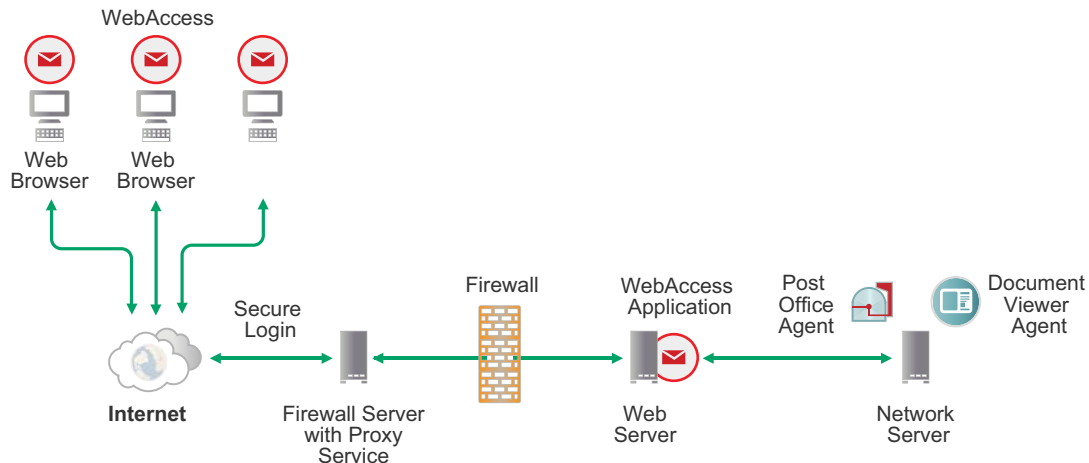 WebAccess
Web
Browser
Web
Browser
Secure
Login
Firewall
WebAccess
Application
Post
Office
Agent
Document
Viewer
Agent
Internet
Firewall Server
with Proxy
Service
Web
Server
Network
Server